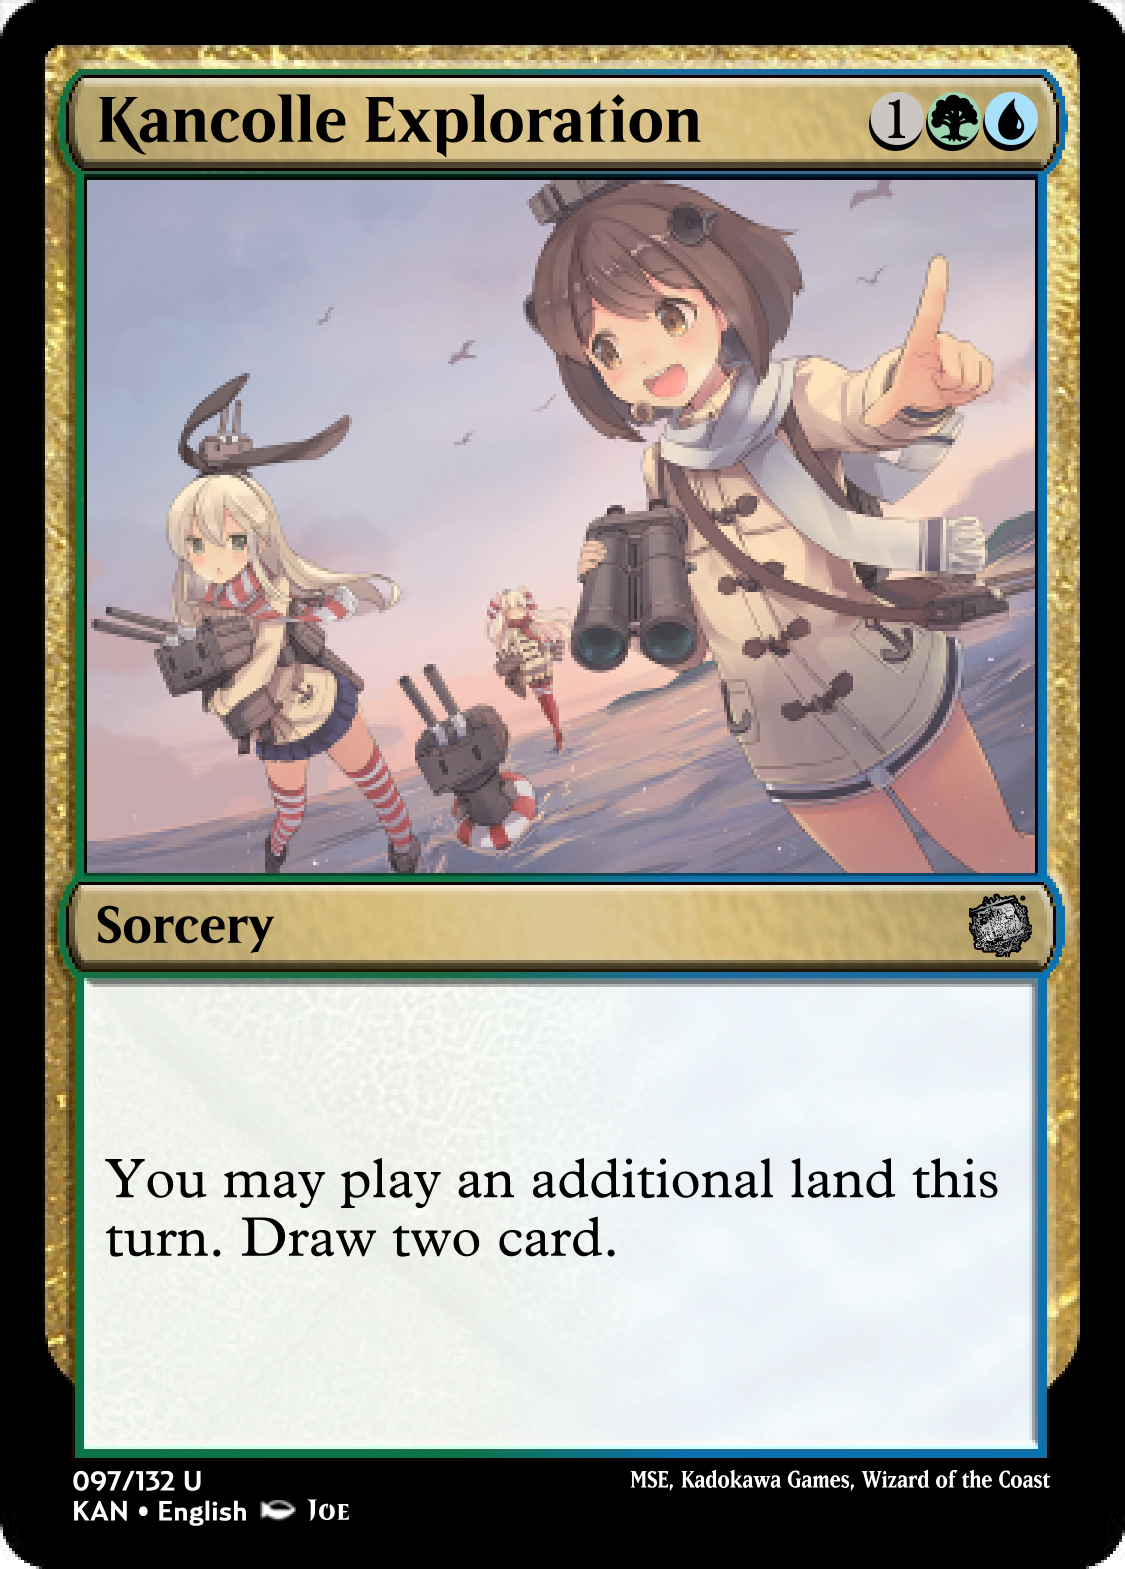 Kancolle Exploration 1
Sorcery
You may play an additional land this
turn. Draw two card.
097/132 U
MSE, Kadokawa Games, Wizard of the Coast
KAN • English JOE